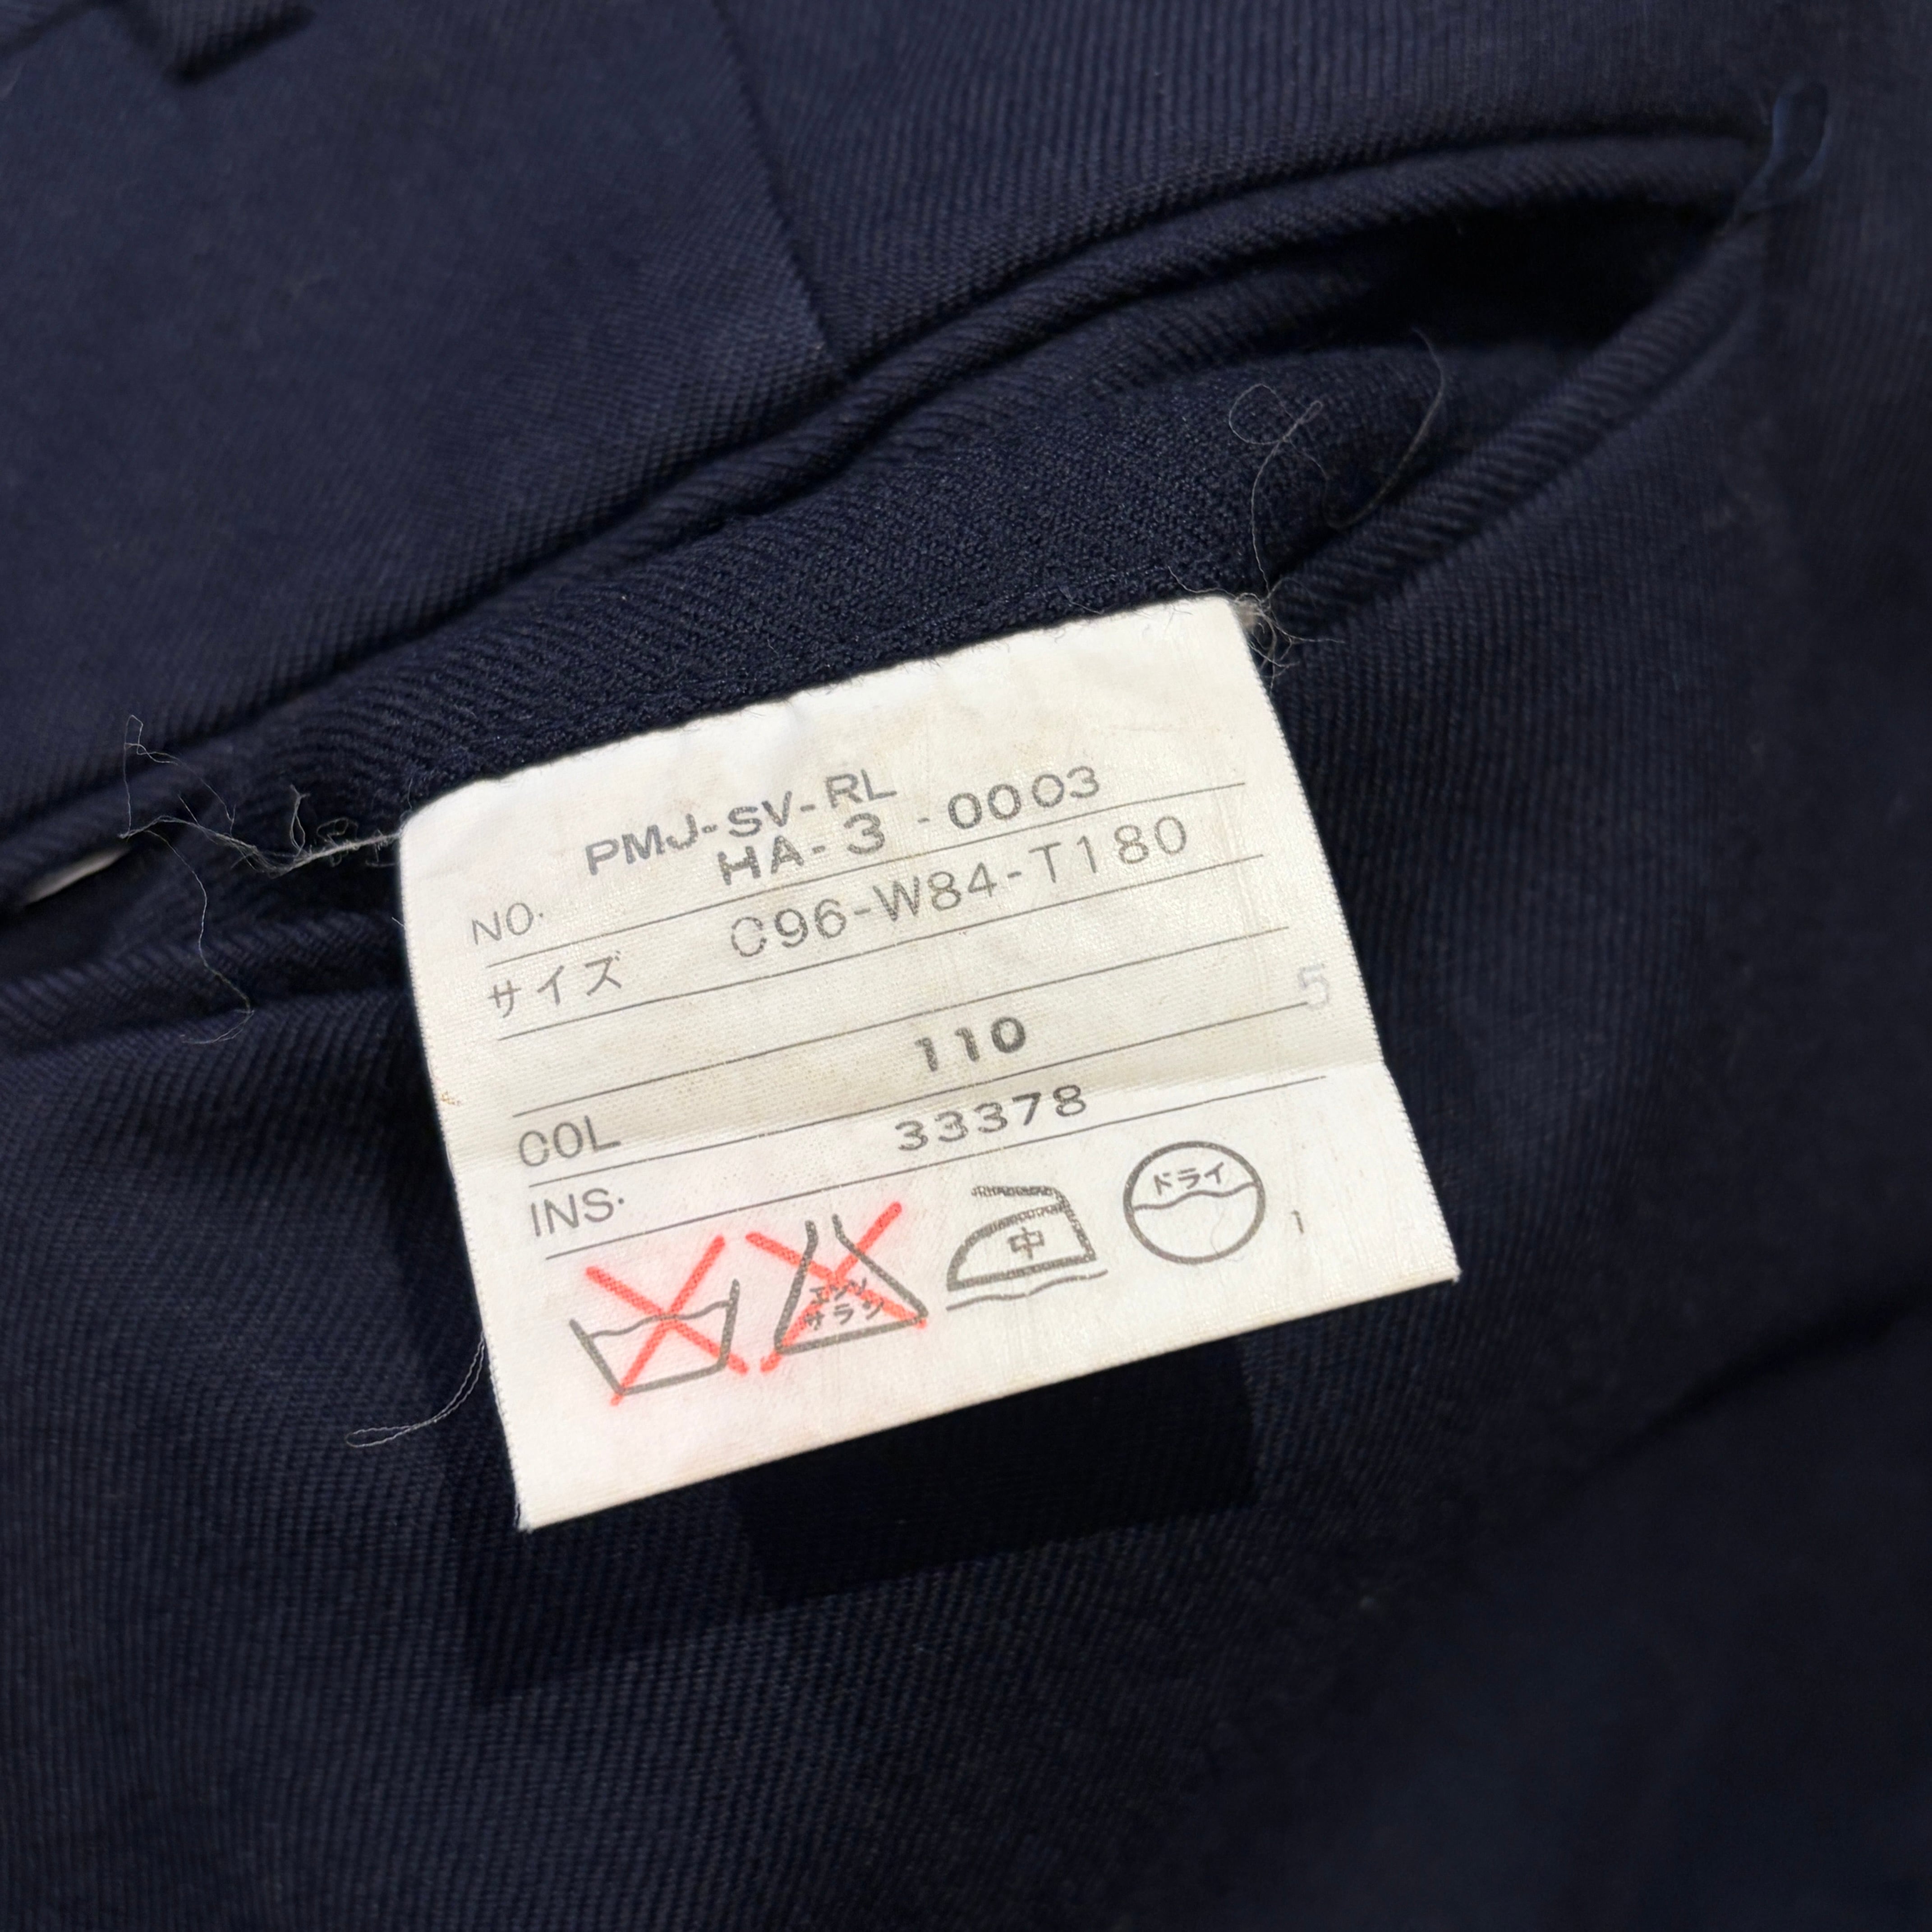 PMJ-SV-RL
NO. HA-3-0003
サイズ C96-W84-T180
5
COL 110
INS. 33378
エンソ
サラシ
中
ドライ
1